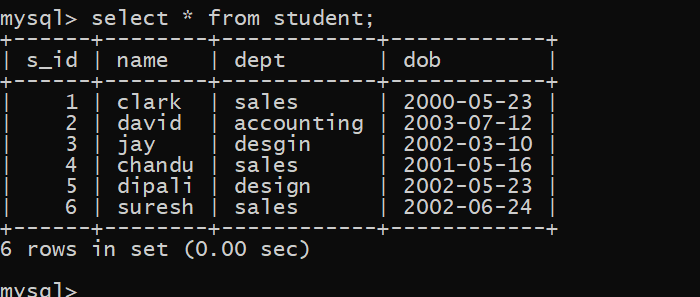 mysql> select * from student;
+------+--------+------------+------------+
| s_id | name   | dept       | dob        |
+------+--------+------------+------------+
|    1 | clark  | sales      | 2000-05-23 |
|    2 | david  | accounting | 2003-07-12 |
|    3 | jay    | desgin     | 2002-03-10 |
|    4 | chandu | sales      | 2001-05-16 |
|    5 | dipali | design     | 2002-05-23 |
|    6 | suresh | sales      | 2002-06-24 |
+------+--------+------------+------------+
6 rows in set (0.00 sec)
mysql>